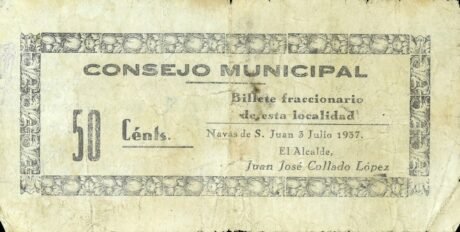 CONSEJO MUNICIPAL
50 Cénts.
Billete fraccionario
de esta localidad
Navas de S. Juan 3 Julio 1937.
El Alcalde,
Juan José Collado López